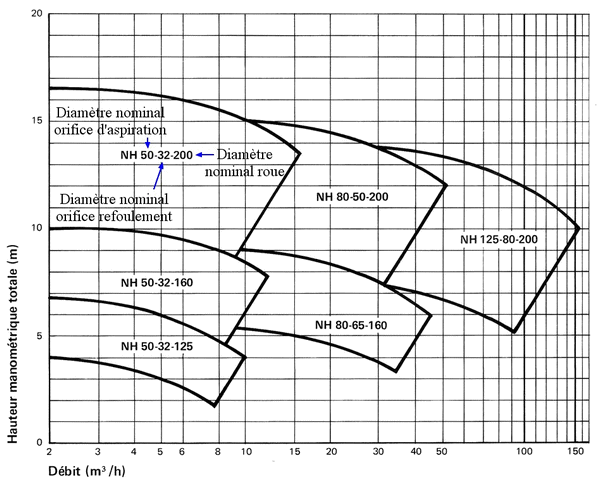 20
15
10
5
0
Hauteur manométrique totale (m)
Diamètre nominal
orifice d'aspiration
NH 50-32-200
Diamètre
nominal roue
Diamètre nominal
orifice refoulement
NH 80-50-200
NH 125-80-200
NH 50-32-160
NH 80-65-160
NH 50-32-125
2 3 4 5 6 8 10 15 20 30 40 50 100 150
Débit (m³/h)